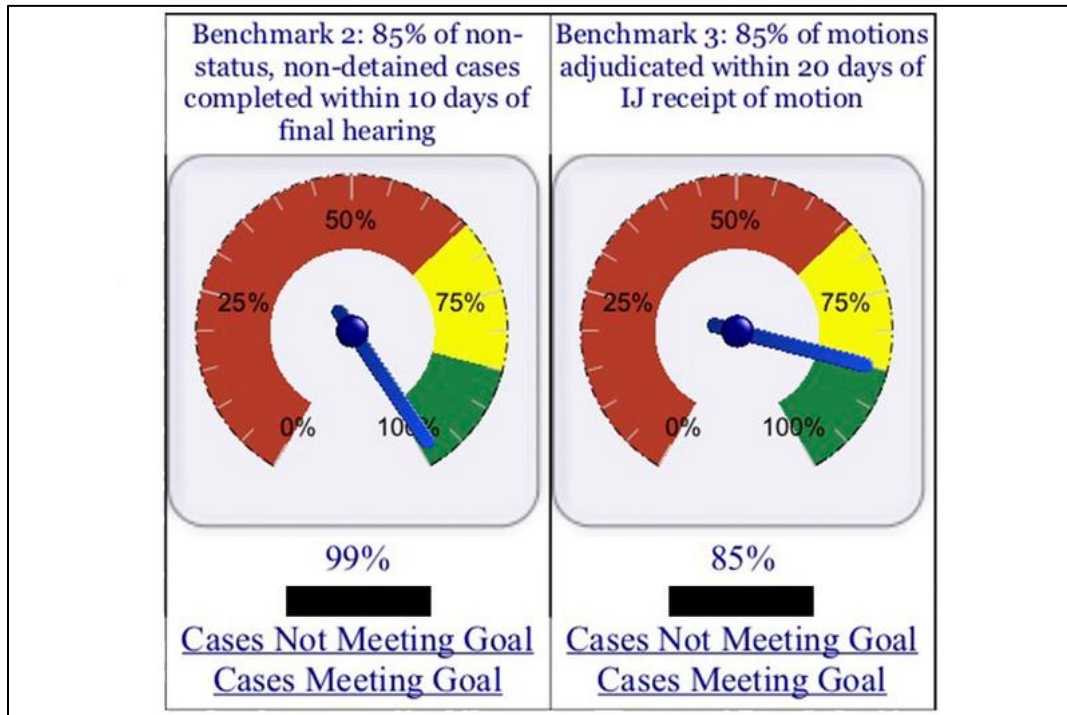 Benchmark 2: 85% of non-
status, non-detained cases
completed within 10 days of
final hearing
50%
25%
75%
0%
100%
99%
Cases Not Meeting Goal
Cases Meeting Goal
Benchmark 3: 85% of motions
adjudicated within 20 days of
IJ receipt of motion
50%
25%
75%
0%
100%
85%
Cases Not Meeting Goal
Cases Meeting Goal